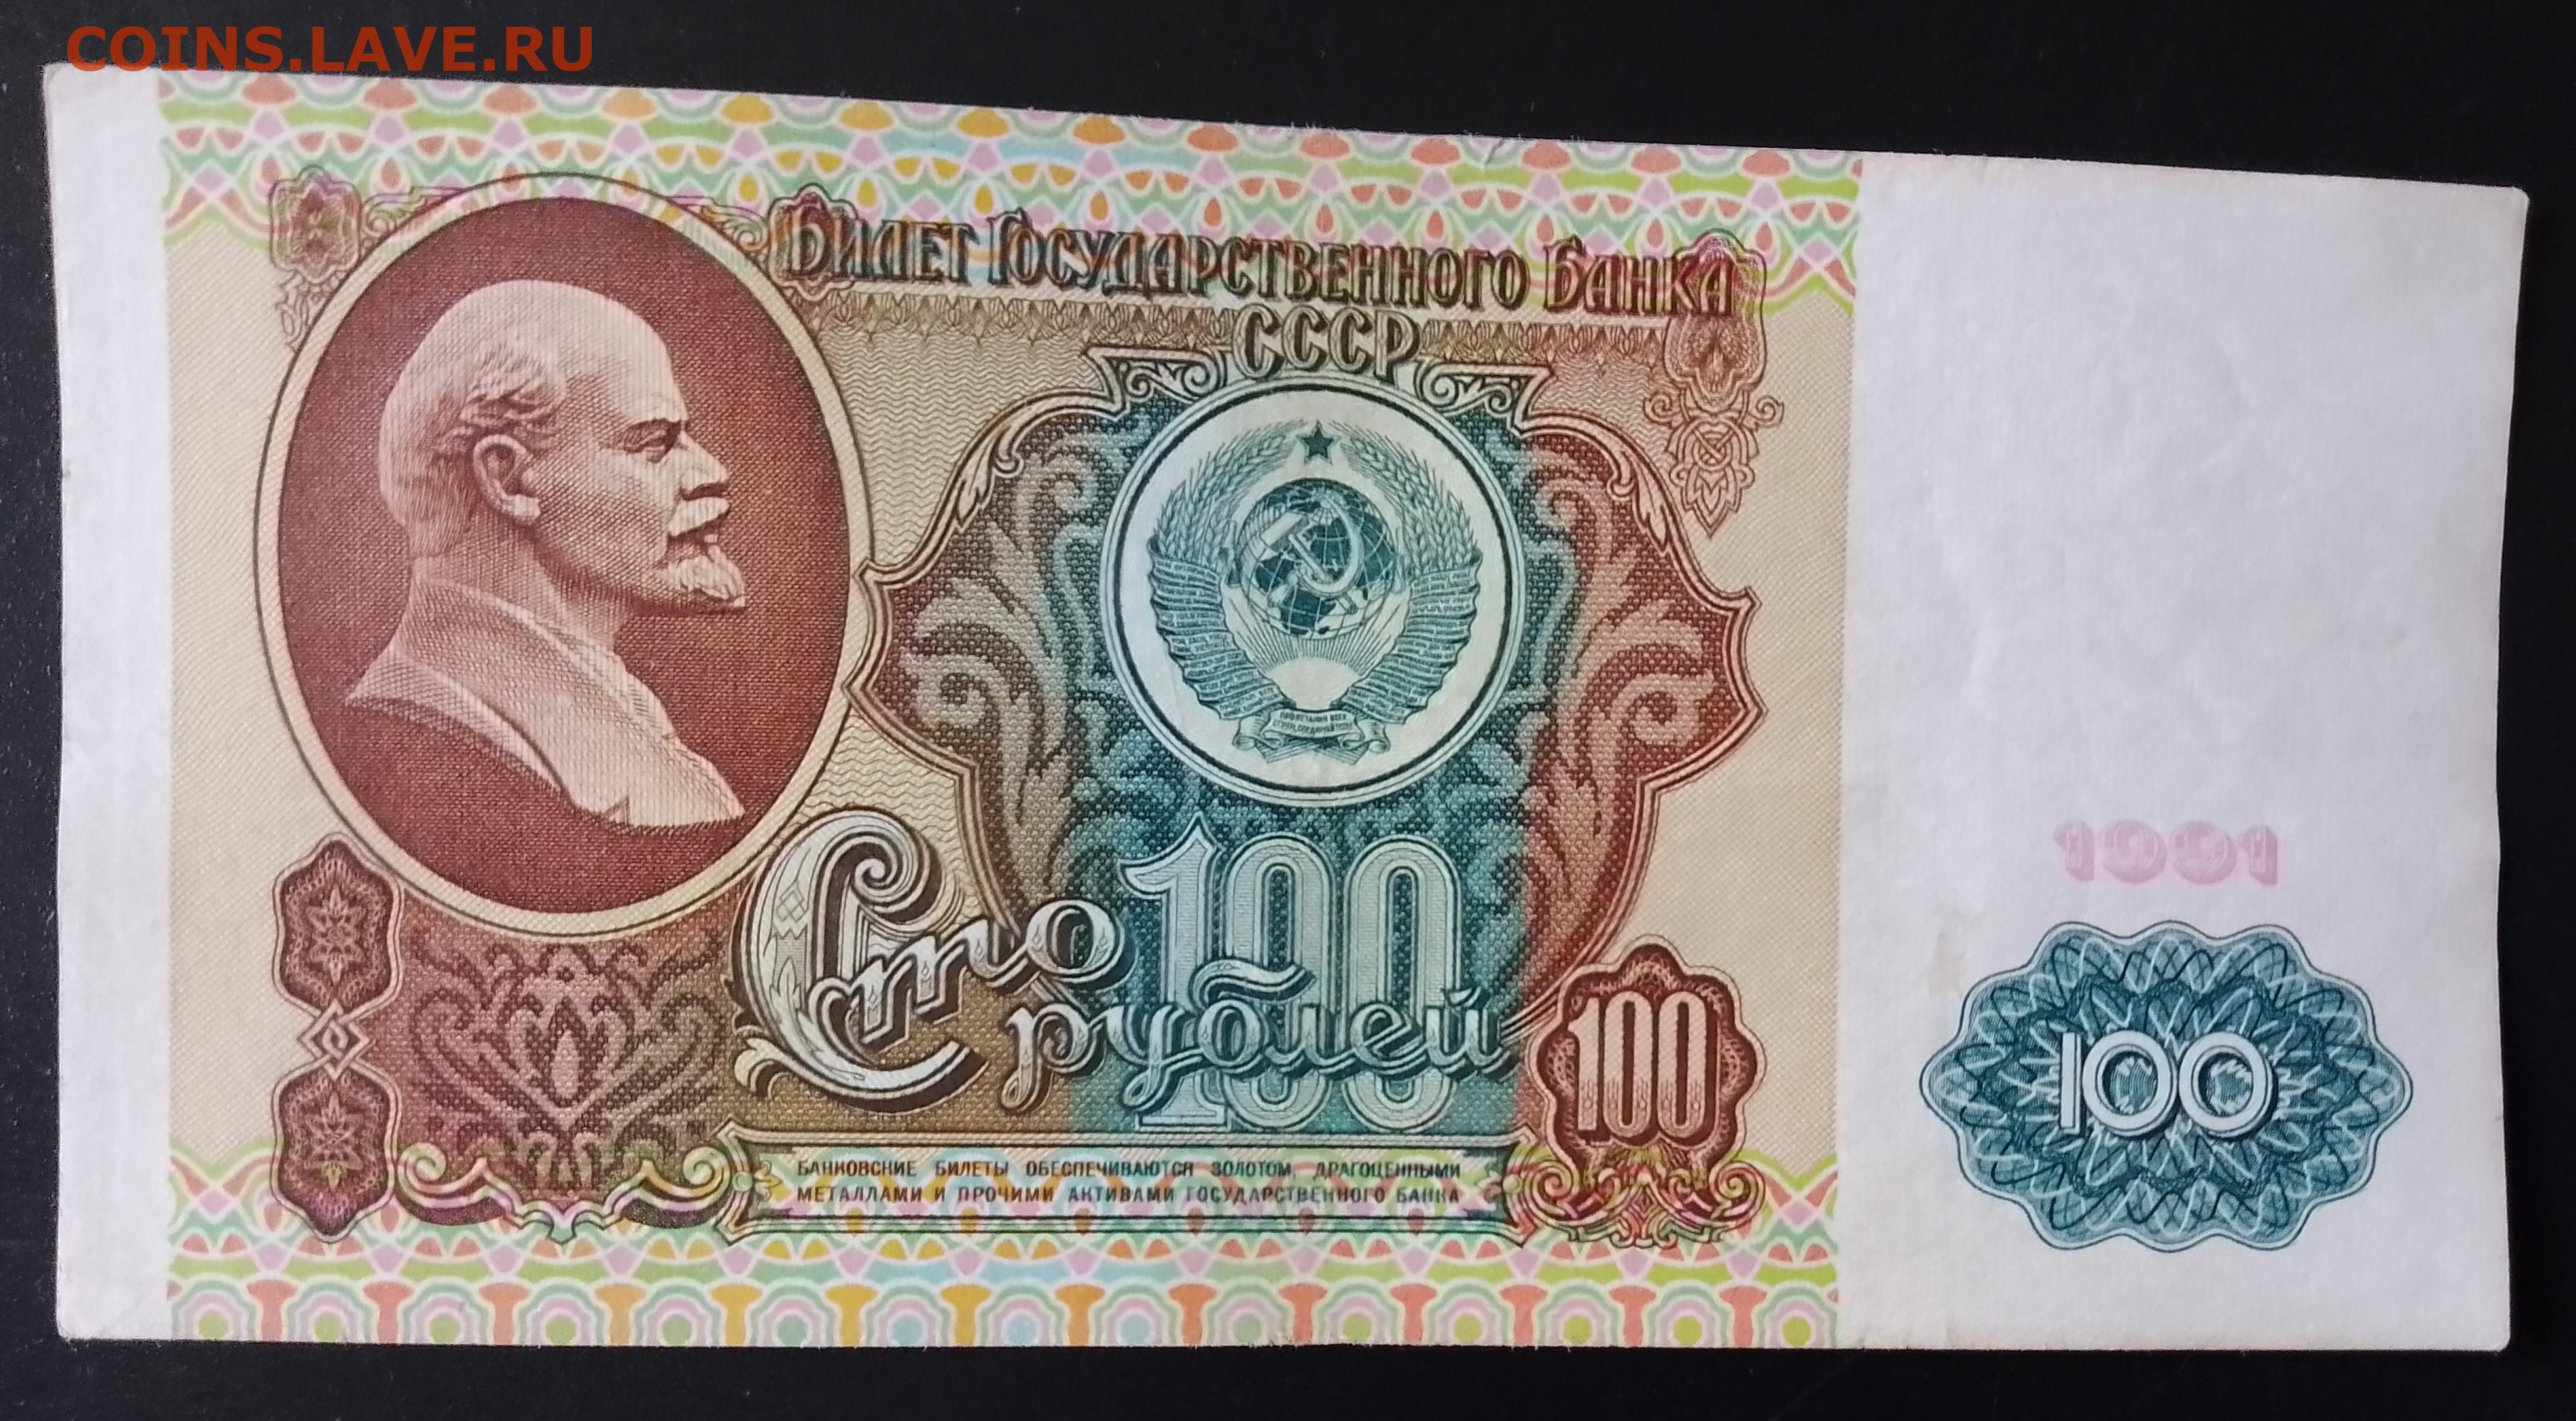 COINS.LAVE.RU
БИЛЕТ ГОСУДАРСТВЕННОГО БАНКА
СССР
100
Сто
рублей
100
1991
100
БАНКОВСКИЕ БИЛЕТЫ ОБЕСПЕЧИВАЮТСЯ ЗОЛОТОМ, ДРАГОЦЕННЫМИ
МЕТАЛЛАМИ И ПРОЧИМИ АКТИВАМИ ГОСУДАРСТВЕННОГО БАНКА